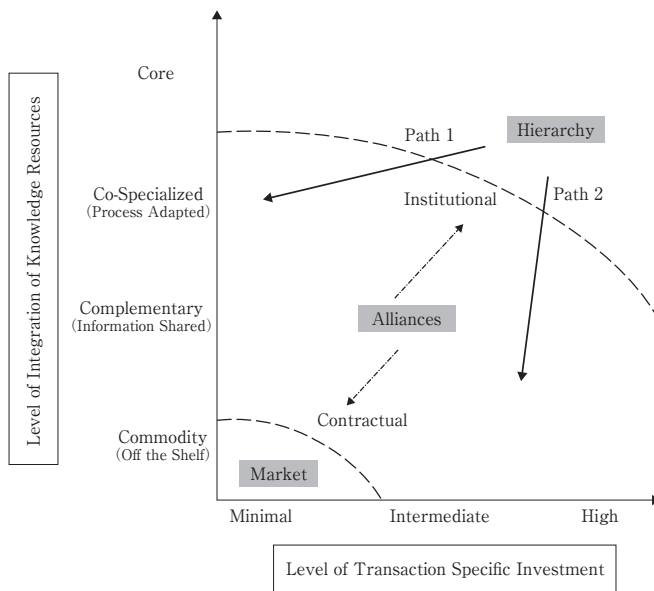 Level of Integration of Knowledge Resources
Core
Path 1
Hierarchy
Co-Specialized
(Process Adapted)
Institutional
Path 2
Complementary
(Information Shared)
Alliances
Contractual
Commodity
(Off the Shelf)
Market
Minimal
Intermediate
High
Level of Transaction Specific Investment